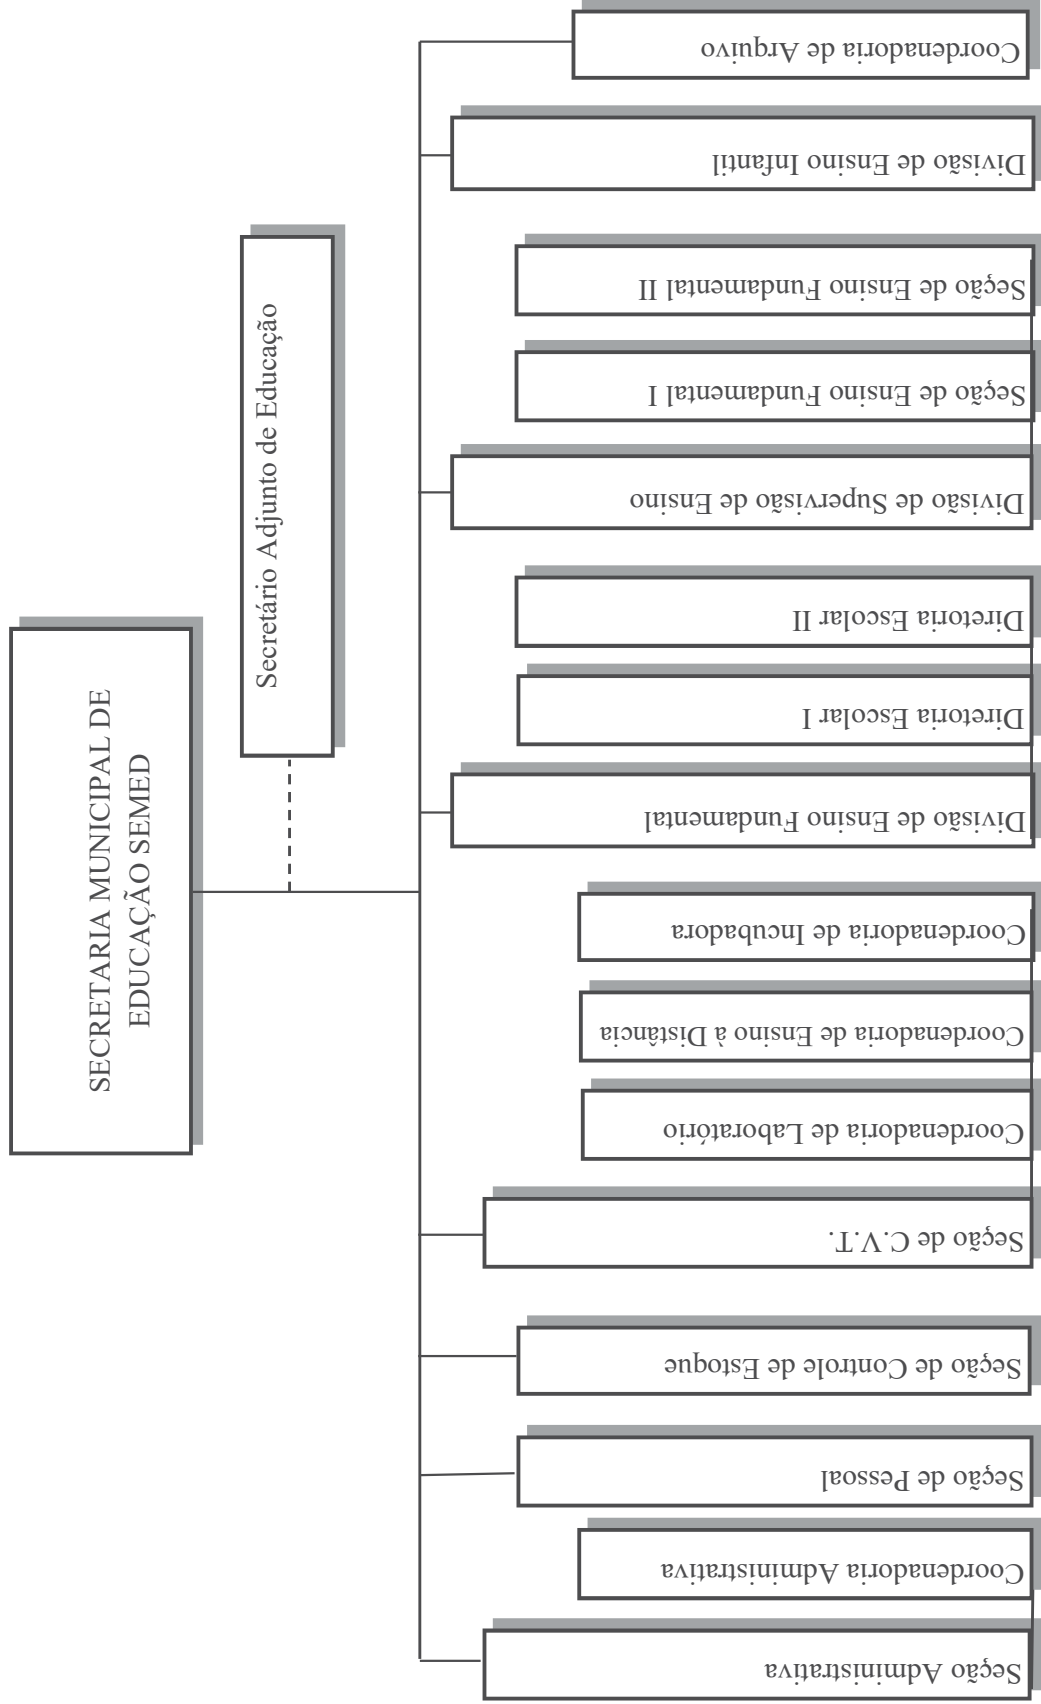 SECRETARIA MUNICIPAL DE
EDUCAÇÃO SEMED
Secretário Adjunto de Educação
Seção Administrativa
Coordenadoria Administrativa
Seção de Pessoal
Seção de Controle de Estoque
Seção de C.V.T.
Coordenadoria de Laboratório
Coordenadoria de Ensino à Distância
Coordenadoria de Incubadora
Divisão de Ensino Fundamental
Diretoria Escolar I
Diretoria Escolar II
Divisão de Supervisão de Ensino
Seção de Ensino Fundamental I
Seção de Ensino Fundamental II
Divisão de Ensino Infantil
Coordenadoria de Arquivo